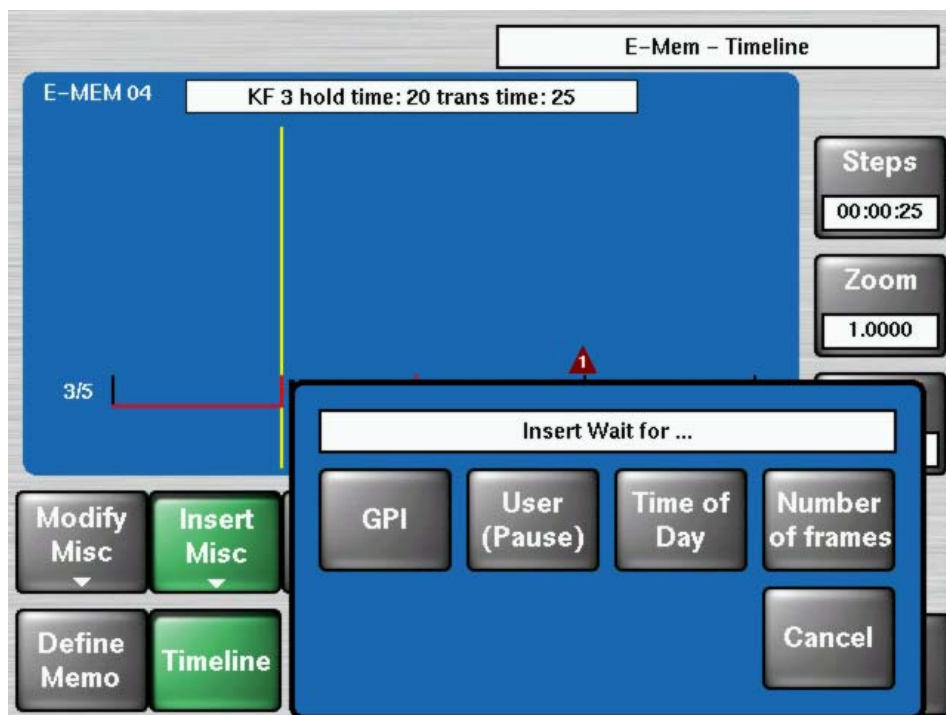 E-Mem - Timeline
E-MEM 04
KF 3 hold time: 20 trans time: 25
Steps
00:00:25
Zoom
1.0000
1
3/5
Insert Wait for ...
GPI
User
(Pause)
Time of
Day
Number
of frames
Cancel
Modify
Misc
Insert
Misc
Define
Memo
Timeline